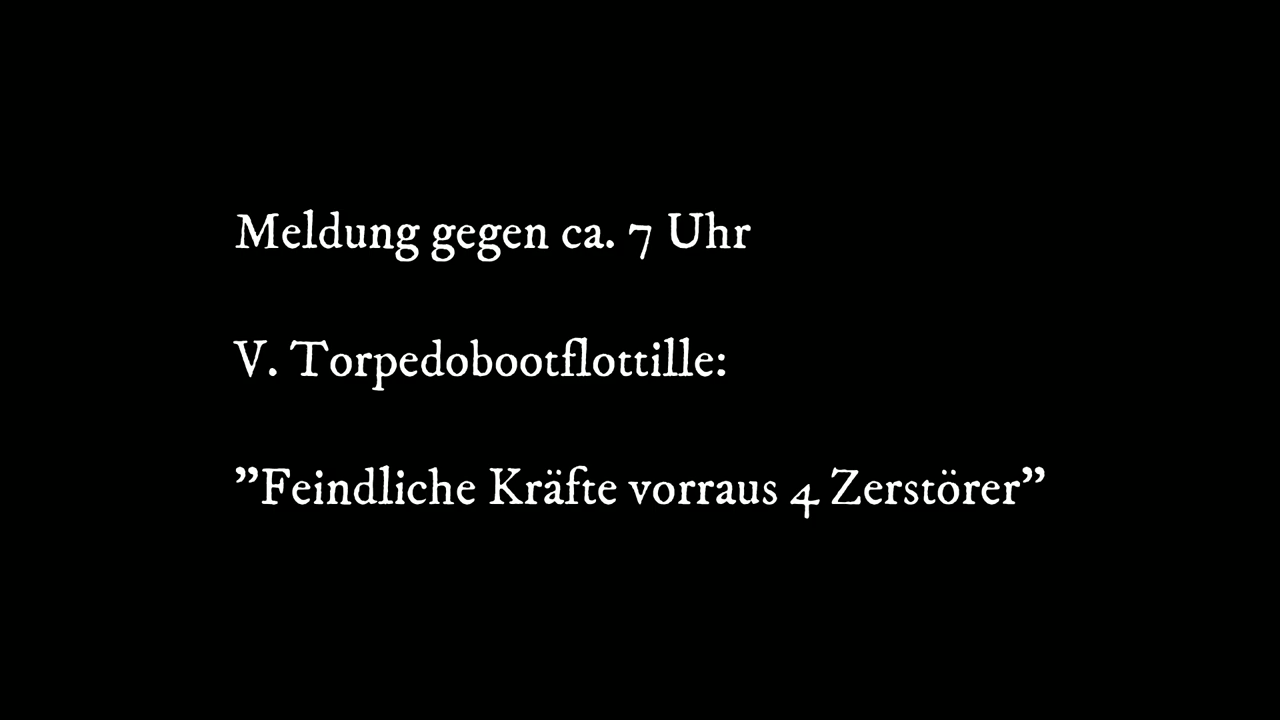 Meldung gegen ca. 7 Uhr
V. Torpedobootflottille:
”Feindliche Kräfte vorraus 4 Zerstörer”